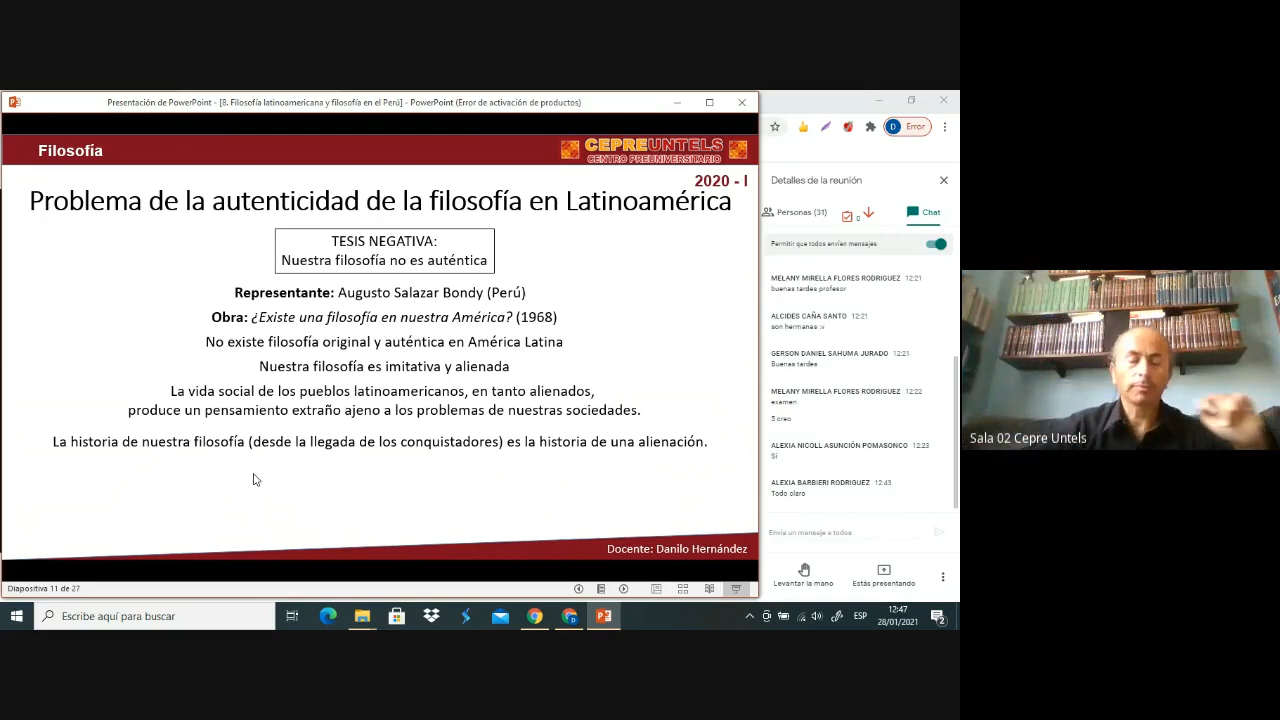 Presentación de PowerPoint - [8. Filosofía latinoamericana y filosofía en el Perú] - PowerPoint (Error de activación de productos)
Filosofía
CEPREUNTELS
CENTRO PREUNIVERSITARIO
2020 - I
Problema de la autenticidad de la filosofía en Latinoamérica
TESIS NEGATIVA:
Nuestra filosofía no es auténtica
Representante: Augusto Salazar Bondy (Perú)
Obra: ¿Existe una filosofía en nuestra América? (1968)
No existe filosofía original y auténtica en América Latina
Nuestra filosofía es imitativa y alienada
La vida social de los pueblos latinoamericanos, en tanto alienados,
produce un pensamiento extraño ajeno a los problemas de nuestras sociedades.
La historia de nuestra filosofía (desde la llegada de los conquistadores) es la historia de una alienación.
Docente: Danilo Hernández
Diapositiva 11 de 27
D Error
Detalles de la reunión
Personas (31)
0
Chat
Permitir que todos envíen mensajes
MELANY MIRELLA FLORES RODRIGUEZ 12:21
buenas tardes profesor
ALCIDES CAÑA SANTO 12:21
son hermanas :v
GERSON DANIEL SAHUMA JURADO 12:21
Buenas tardes
MELANY MIRELLA FLORES RODRIGUEZ 12:22
examen
5 creo
ALEXIA NICOLL ASUNCIÓN POMASONCO 12:23
Si
ALEXIA BARBIERI RODRIGUEZ 12:43
Todo claro
Envía un mensaje a todos
Levantar la mano
Estás presentando
Escribe aquí para buscar
ESP
12:47
28/01/2021
2
Sala 02 Cepre Untels